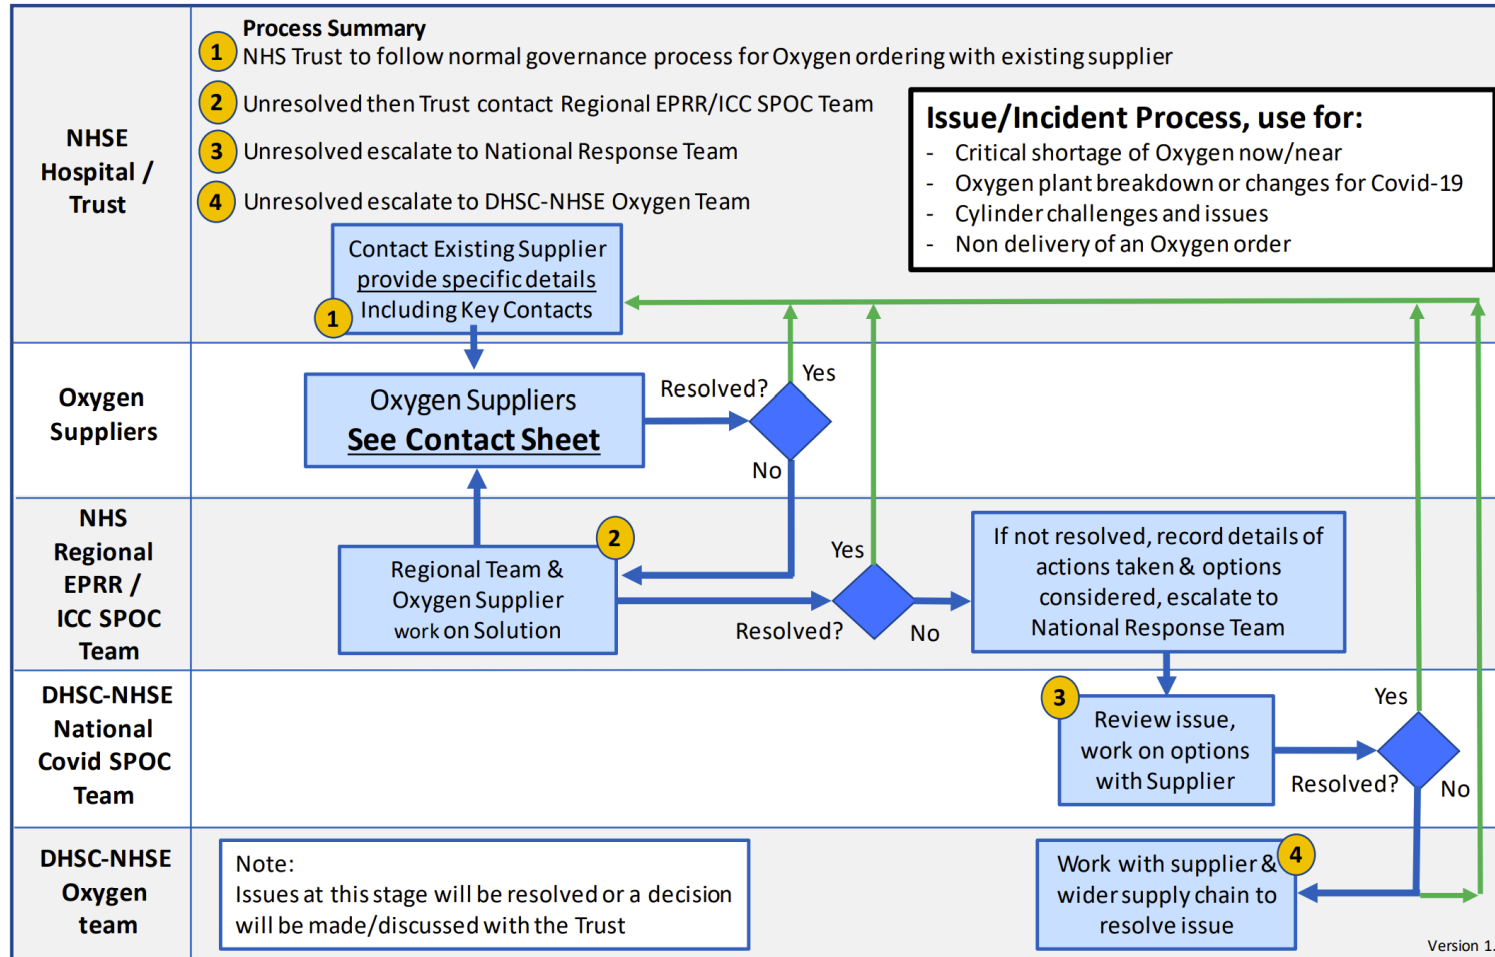 Process Summary
1 NHS Trust to follow normal governance process for Oxygen ordering with existing supplier
2 Unresolved then Trust contact Regional EPRR/ICC SPOC Team
3 Unresolved escalate to National Response Team
4 Unresolved escalate to DHSC-NHSE Oxygen Team
Issue/Incident Process, use for:
- Critical shortage of Oxygen now/near
- Oxygen plant breakdown or changes for Covid-19
- Cylinder challenges and issues
- Non delivery of an Oxygen order
NHSE
Hospital /
Trust
Contact Existing Supplier
provide specific details
Including Key Contacts
1
Oxygen
Suppliers
Oxygen Suppliers
See Contact Sheet
Resolved?
Yes
No
NHS
Regional
EPRR /
ICC SPOC
Team
2
Regional Team &
Oxygen Supplier
work on Solution
Resolved?
Yes
No
If not resolved, record details of
actions taken & options
considered, escalate to
National Response Team
DHSC-NHSE
National
Covid SPOC
Team
3
Review issue,
work on options
with Supplier
Resolved?
Yes
No
DHSC-NHSE
Oxygen
team
Note:
Issues at this stage will be resolved or a decision
will be made/discussed with the Trust
4
Work with supplier &
wider supply chain to
resolve issue
Version 1.